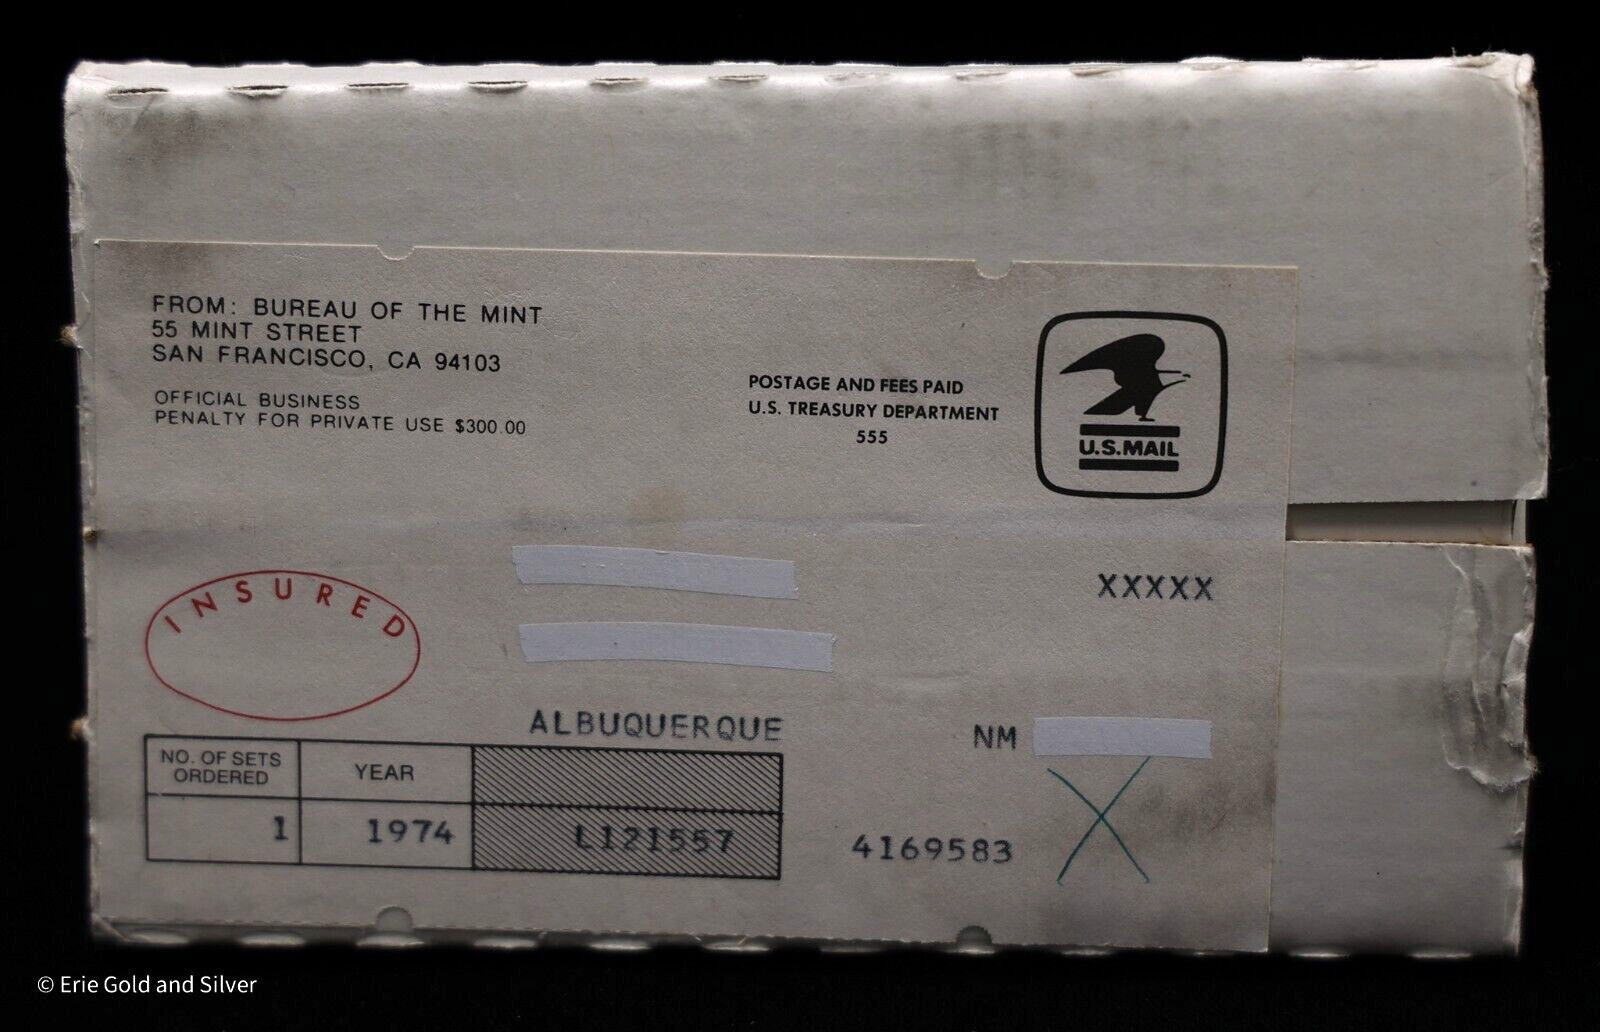 FROM: BUREAU OF THE MINT
55 MINT STREET
SAN FRANCISCO, CA 94103
OFFICIAL BUSINESS
PENALTY FOR PRIVATE USE $300.00
POSTAGE AND FEES PAID
U.S. TREASURY DEPARTMENT
555
U.S.MAIL
XXXXX
INSURED
ALBUQUERQUE NM
NO. OF SETS
ORDERED
YEAR
1 1974 L121557
4169583
© Erie Gold and Silver